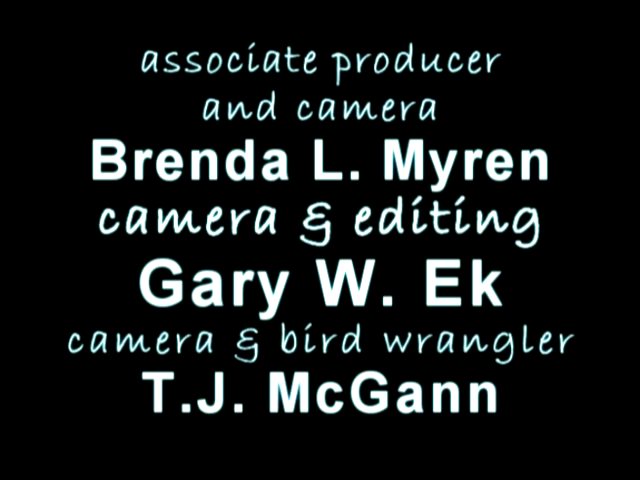 associate producer
and camera
Brenda L. Myren
camera & editing
Gary W. Ek
camera & bird wrangler
T.J. McGann